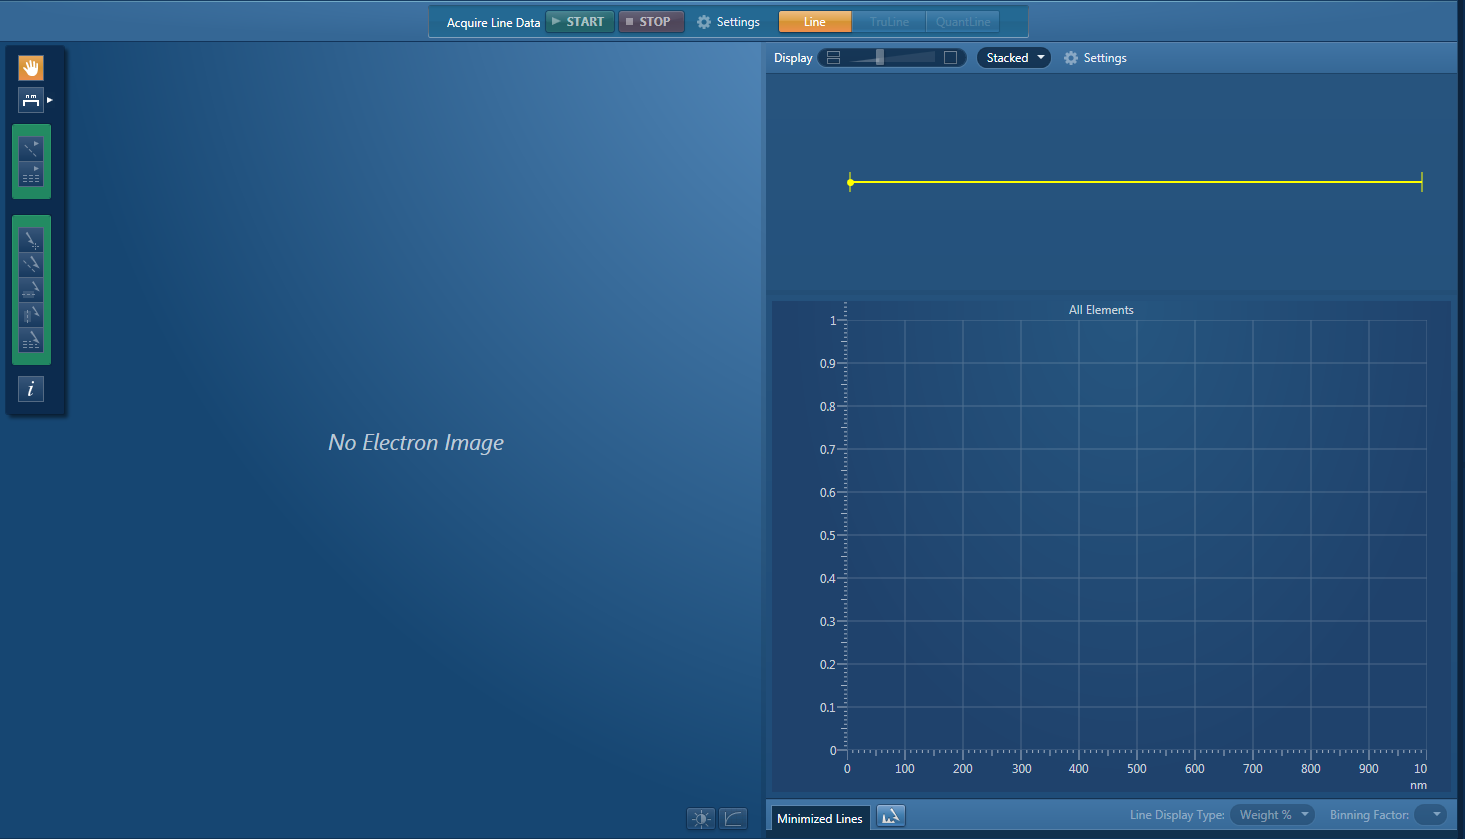 Acquire Line Data START STOP Settings Line TruLine QuantLine
Display Stacked Settings
nm
All Elements
1
0.9
0.8
0.7
0.6
0.5
0.4
0.3
0.2
0.1
0
0 100 200 300 400 500 600 700 800 900 10
nm
i
No Electron Image
Minimized Lines Line Display Type: Weight % Binning Factor: